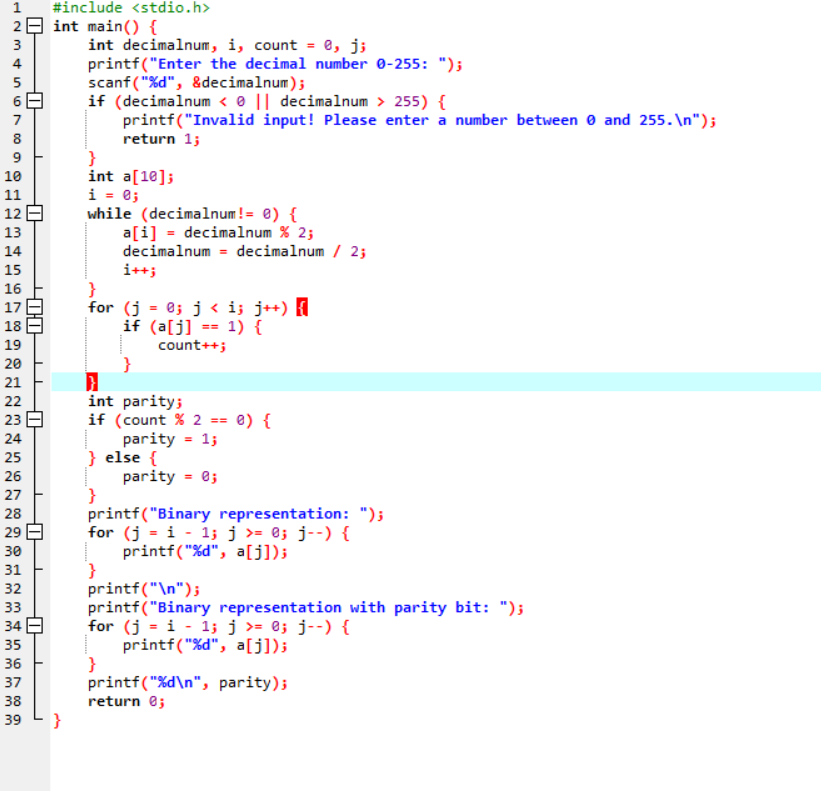 1 #include <stdio.h>
2 int main() {
3 int decimalnum, i, count = 0, j;
4 printf("Enter the decimal number 0-255: ");
5 scanf("%d", &decimalnum);
6 if (decimalnum < 0 || decimalnum > 255) {
7 printf("Invalid input! Please enter a number between 0 and 255.\n");
8 return 1;
9 }
10 int a[10];
11 i = 0;
12 while (decimalnum!= 0) {
13 a[i] = decimalnum % 2;
14 decimalnum = decimalnum / 2;
15 i++;
16 }
17 for (j = 0; j < i; j++) {
18 if (a[j] == 1) {
19 count++;
20 }
21 }
22 int parity;
23 if (count % 2 == 0) {
24 parity = 1;
25 } else {
26 parity = 0;
27 }
28 printf("Binary representation: ");
29 for (j = i - 1; j >= 0; j--) {
30 printf("%d", a[j]);
31 }
32 printf("\n");
33 printf("Binary representation with parity bit: ");
34 for (j = i - 1; j >= 0; j--) {
35 printf("%d", a[j]);
36 }
37 printf("%d\n", parity);
38 return 0;
39 }